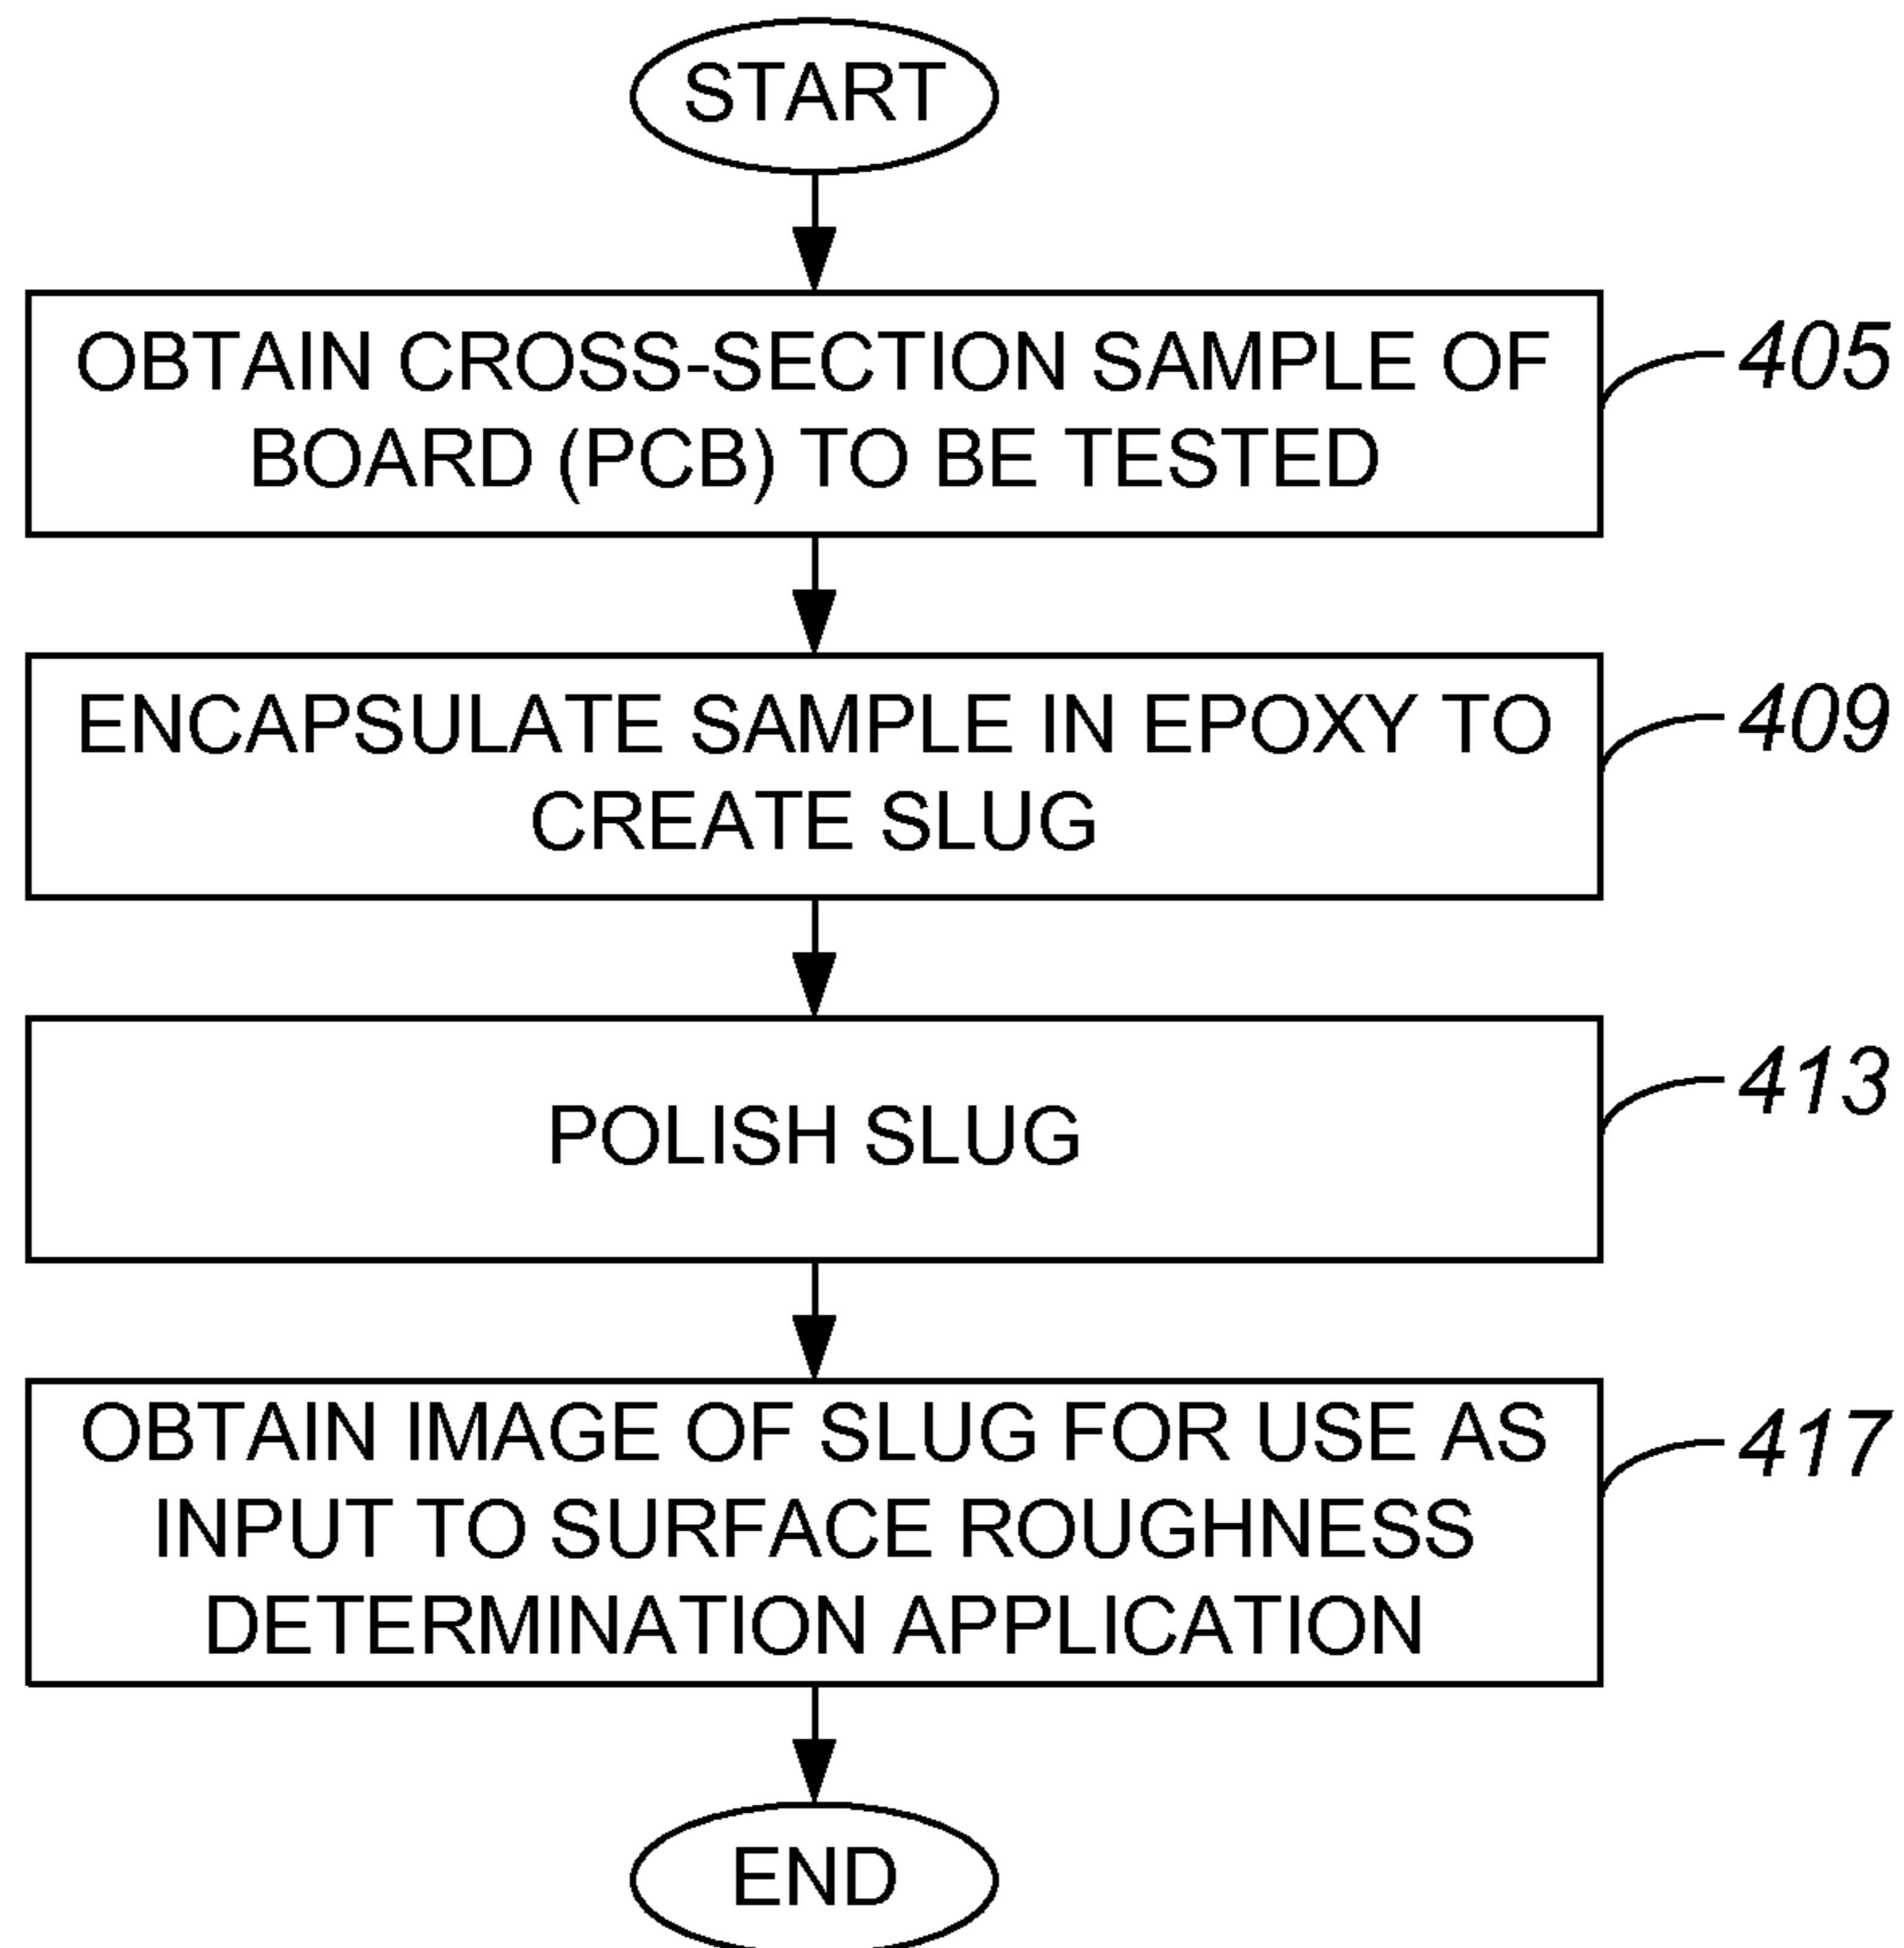 START
OBTAIN CROSS-SECTION SAMPLE OF
BOARD (PCB) TO BE TESTED
405
ENCAPSULATE SAMPLE IN EPOXY TO
CREATE SLUG
409
POLISH SLUG
413
OBTAIN IMAGE OF SLUG FOR USE AS
INPUT TO SURFACE ROUGHNESS
DETERMINATION APPLICATION
417
END